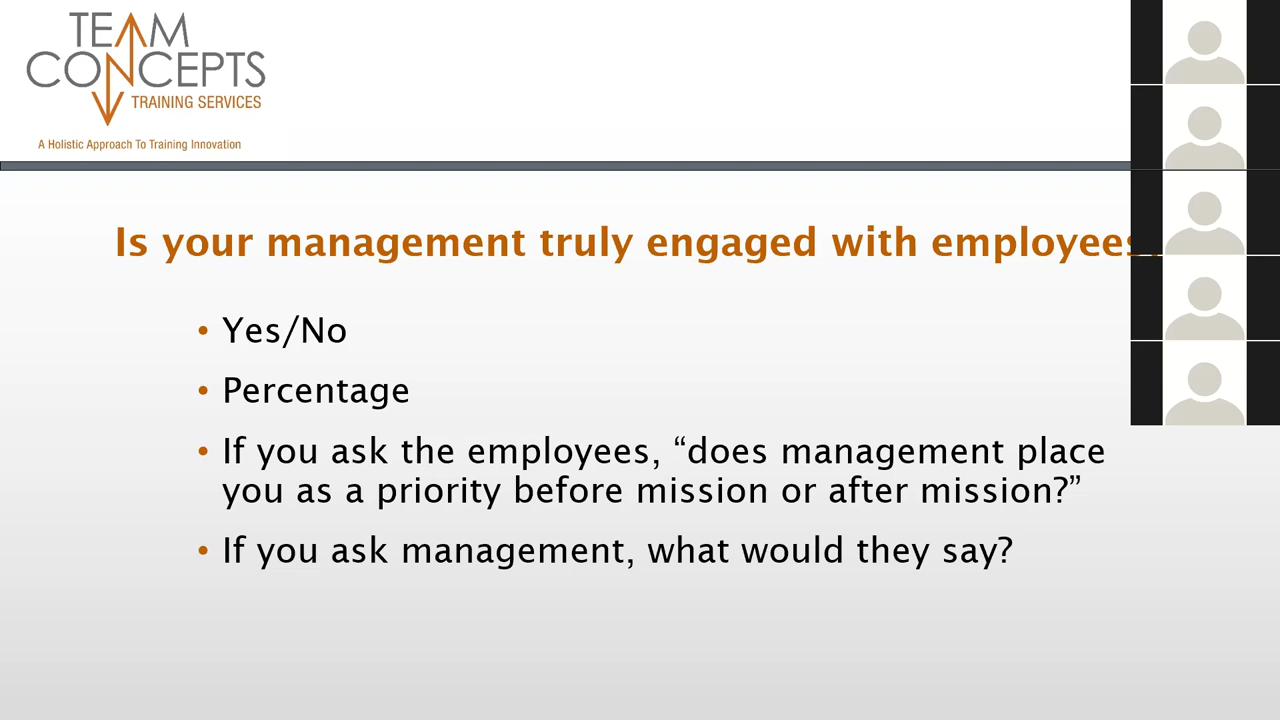 TEAM
CONCEPTS
TRAINING SERVICES
A Holistic Approach To Training Innovation
Is your management truly engaged with employees
• Yes/No
• Percentage
• If you ask the employees, “does management place
you as a priority before mission or after mission?”
• If you ask management, what would they say?